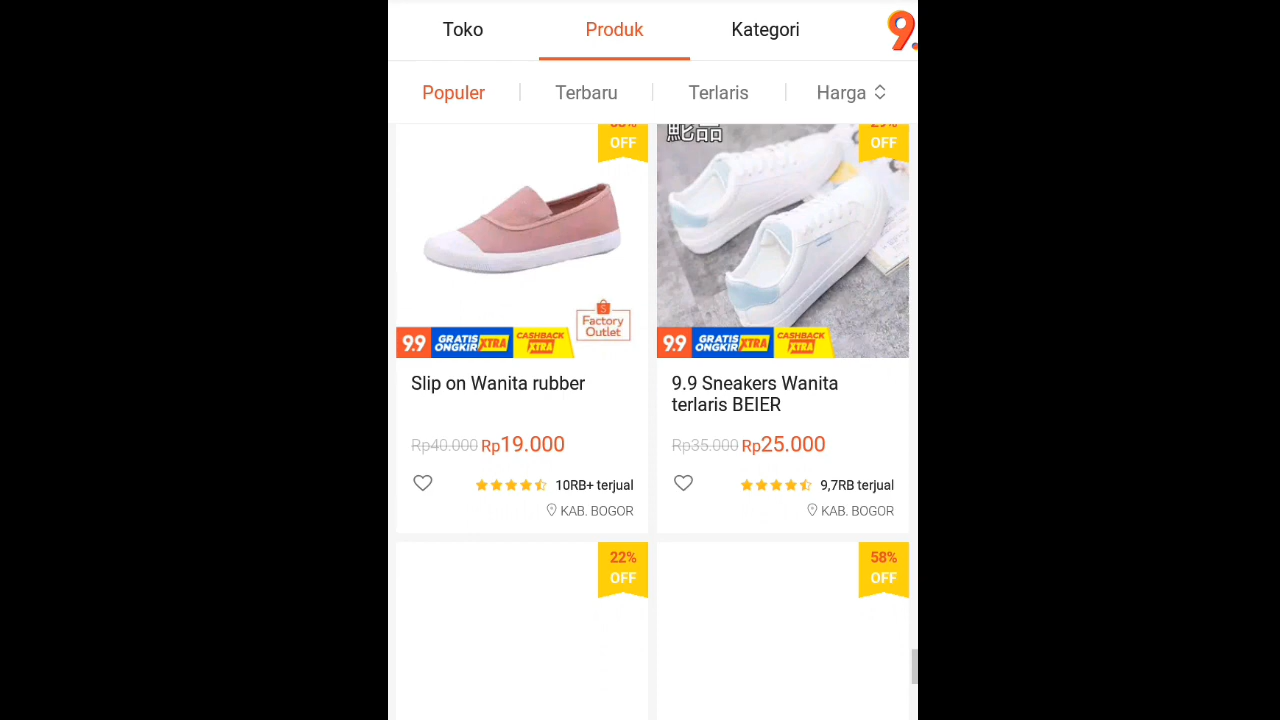 Toko Produk Kategori 9.
Populer Terbaru Terlaris Harga
OFF
OFF
Factory
Outlet
9.9 GRATIS ONGKIR XTRA CASHBACK XTRA
9.9 GRATIS ONGKIR XTRA CASHBACK XTRA
Slip on Wanita rubber
9.9 Sneakers Wanita
terlaris BEIER
Rp40.000 Rp19.000
Rp35.000 Rp25.000
10RB+ terjual
9,7RB terjual
KAB. BOGOR
KAB. BOGOR
22%
OFF
58%
OFF